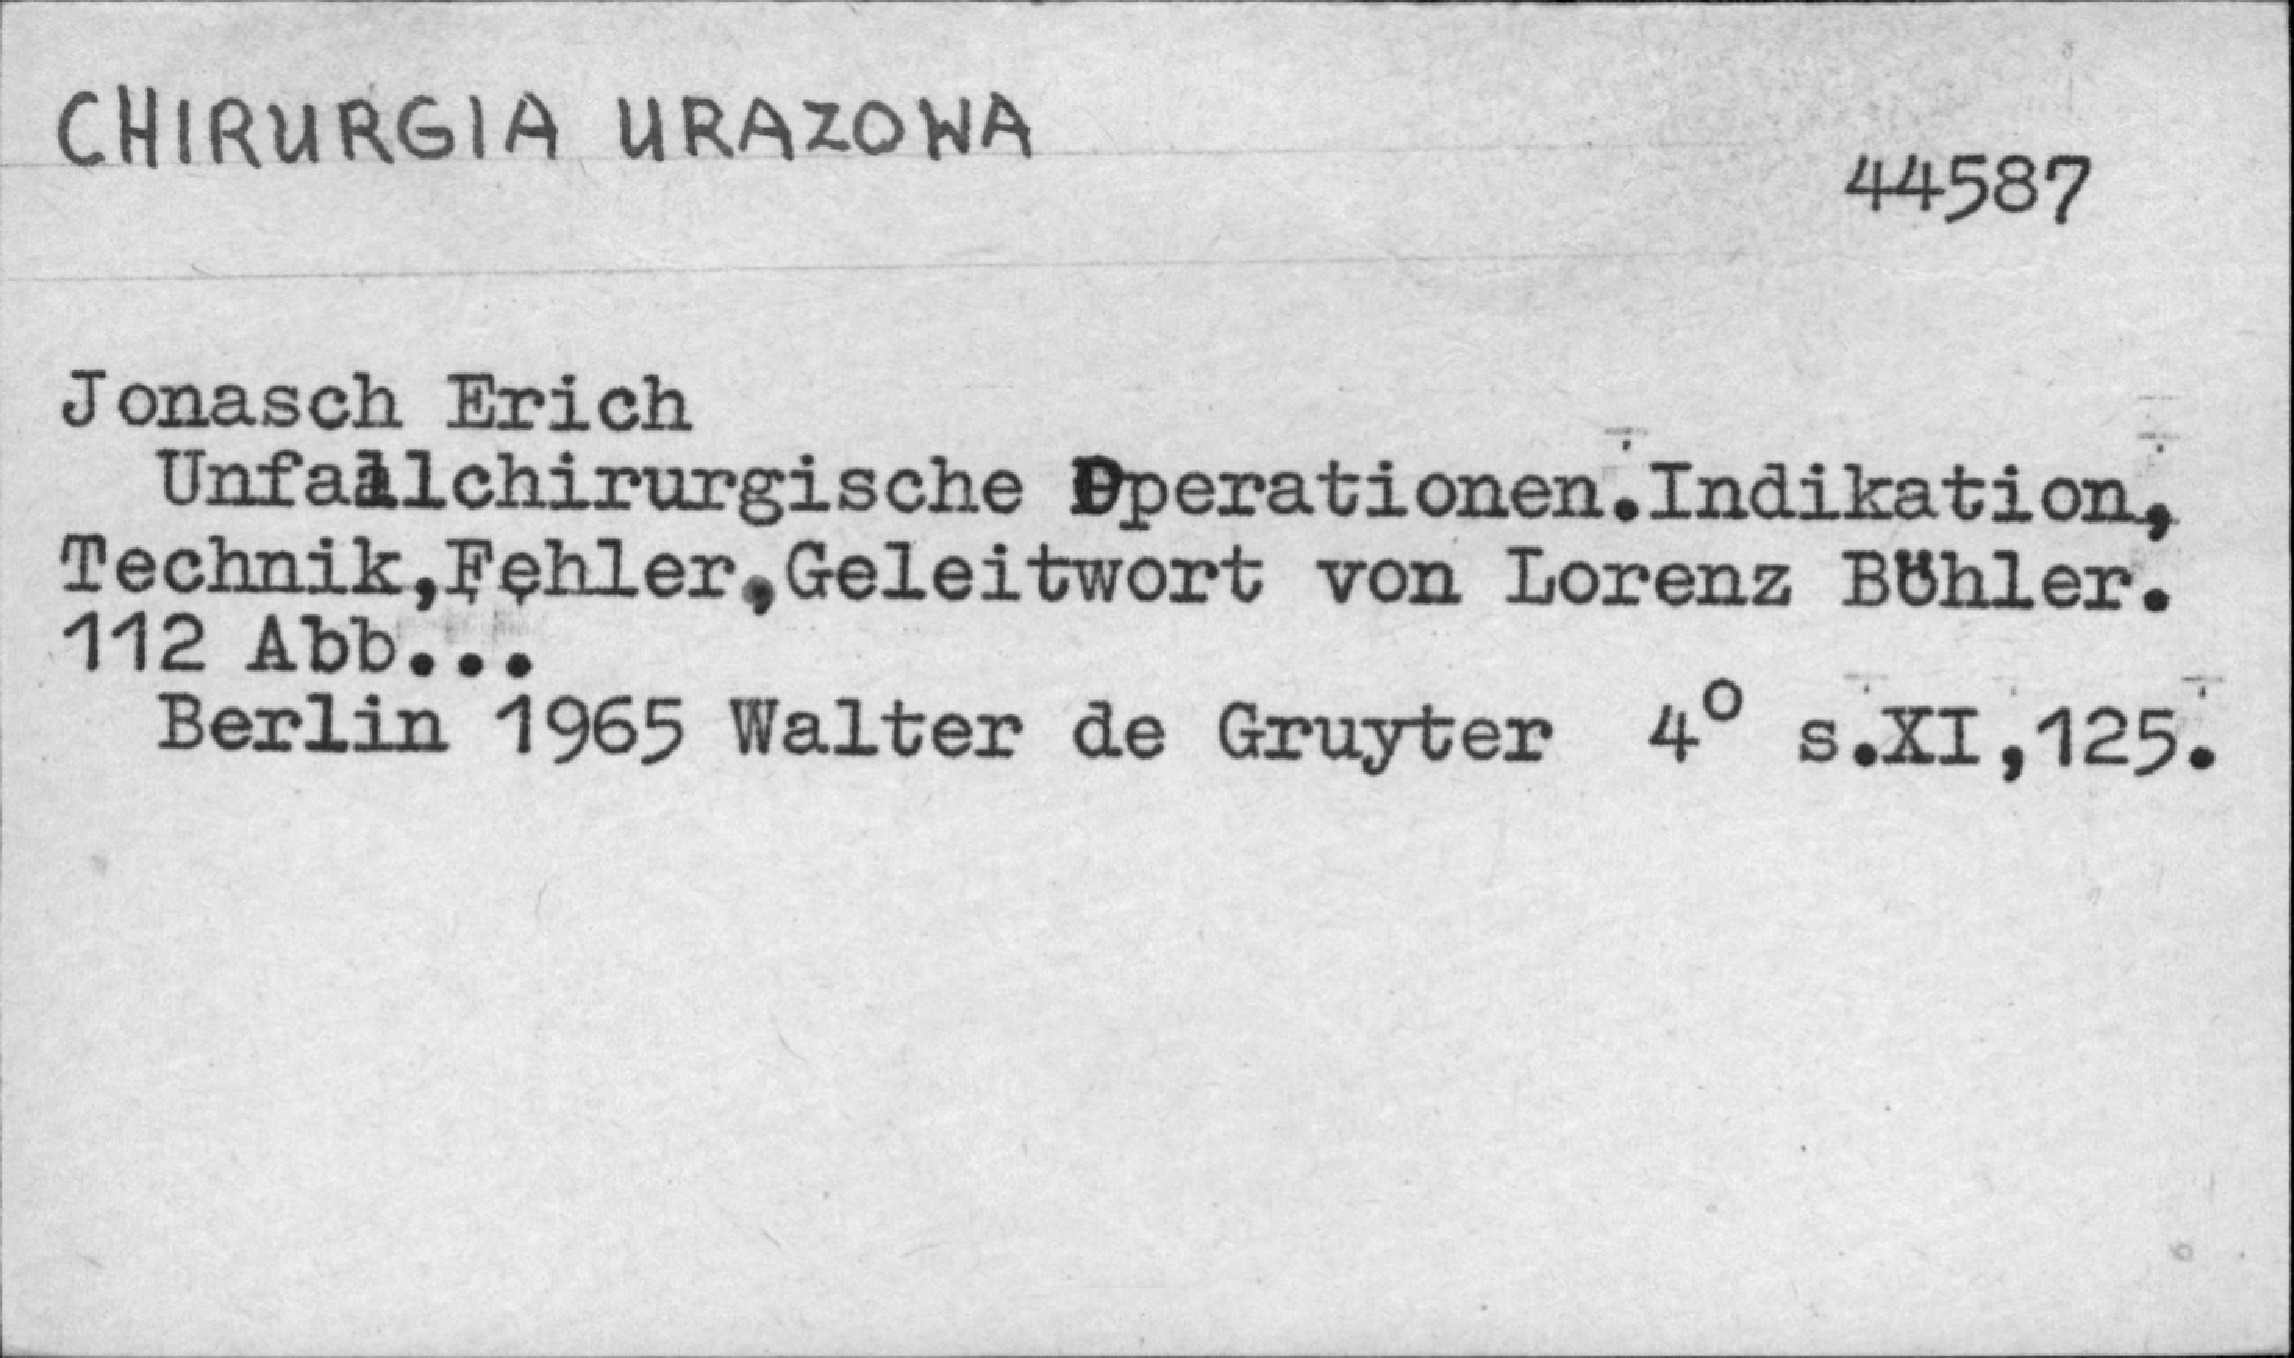 CHIRURGIA URAZOWA
44587
Jonasch Erich
Unfallchirurgische Operationen.Indikation,
Technik,Fehler,Geleitwort von Lorenz Böhler.
112 Abb...
Berlin 1965 Walter de Gruyter 4° s.XI,125.